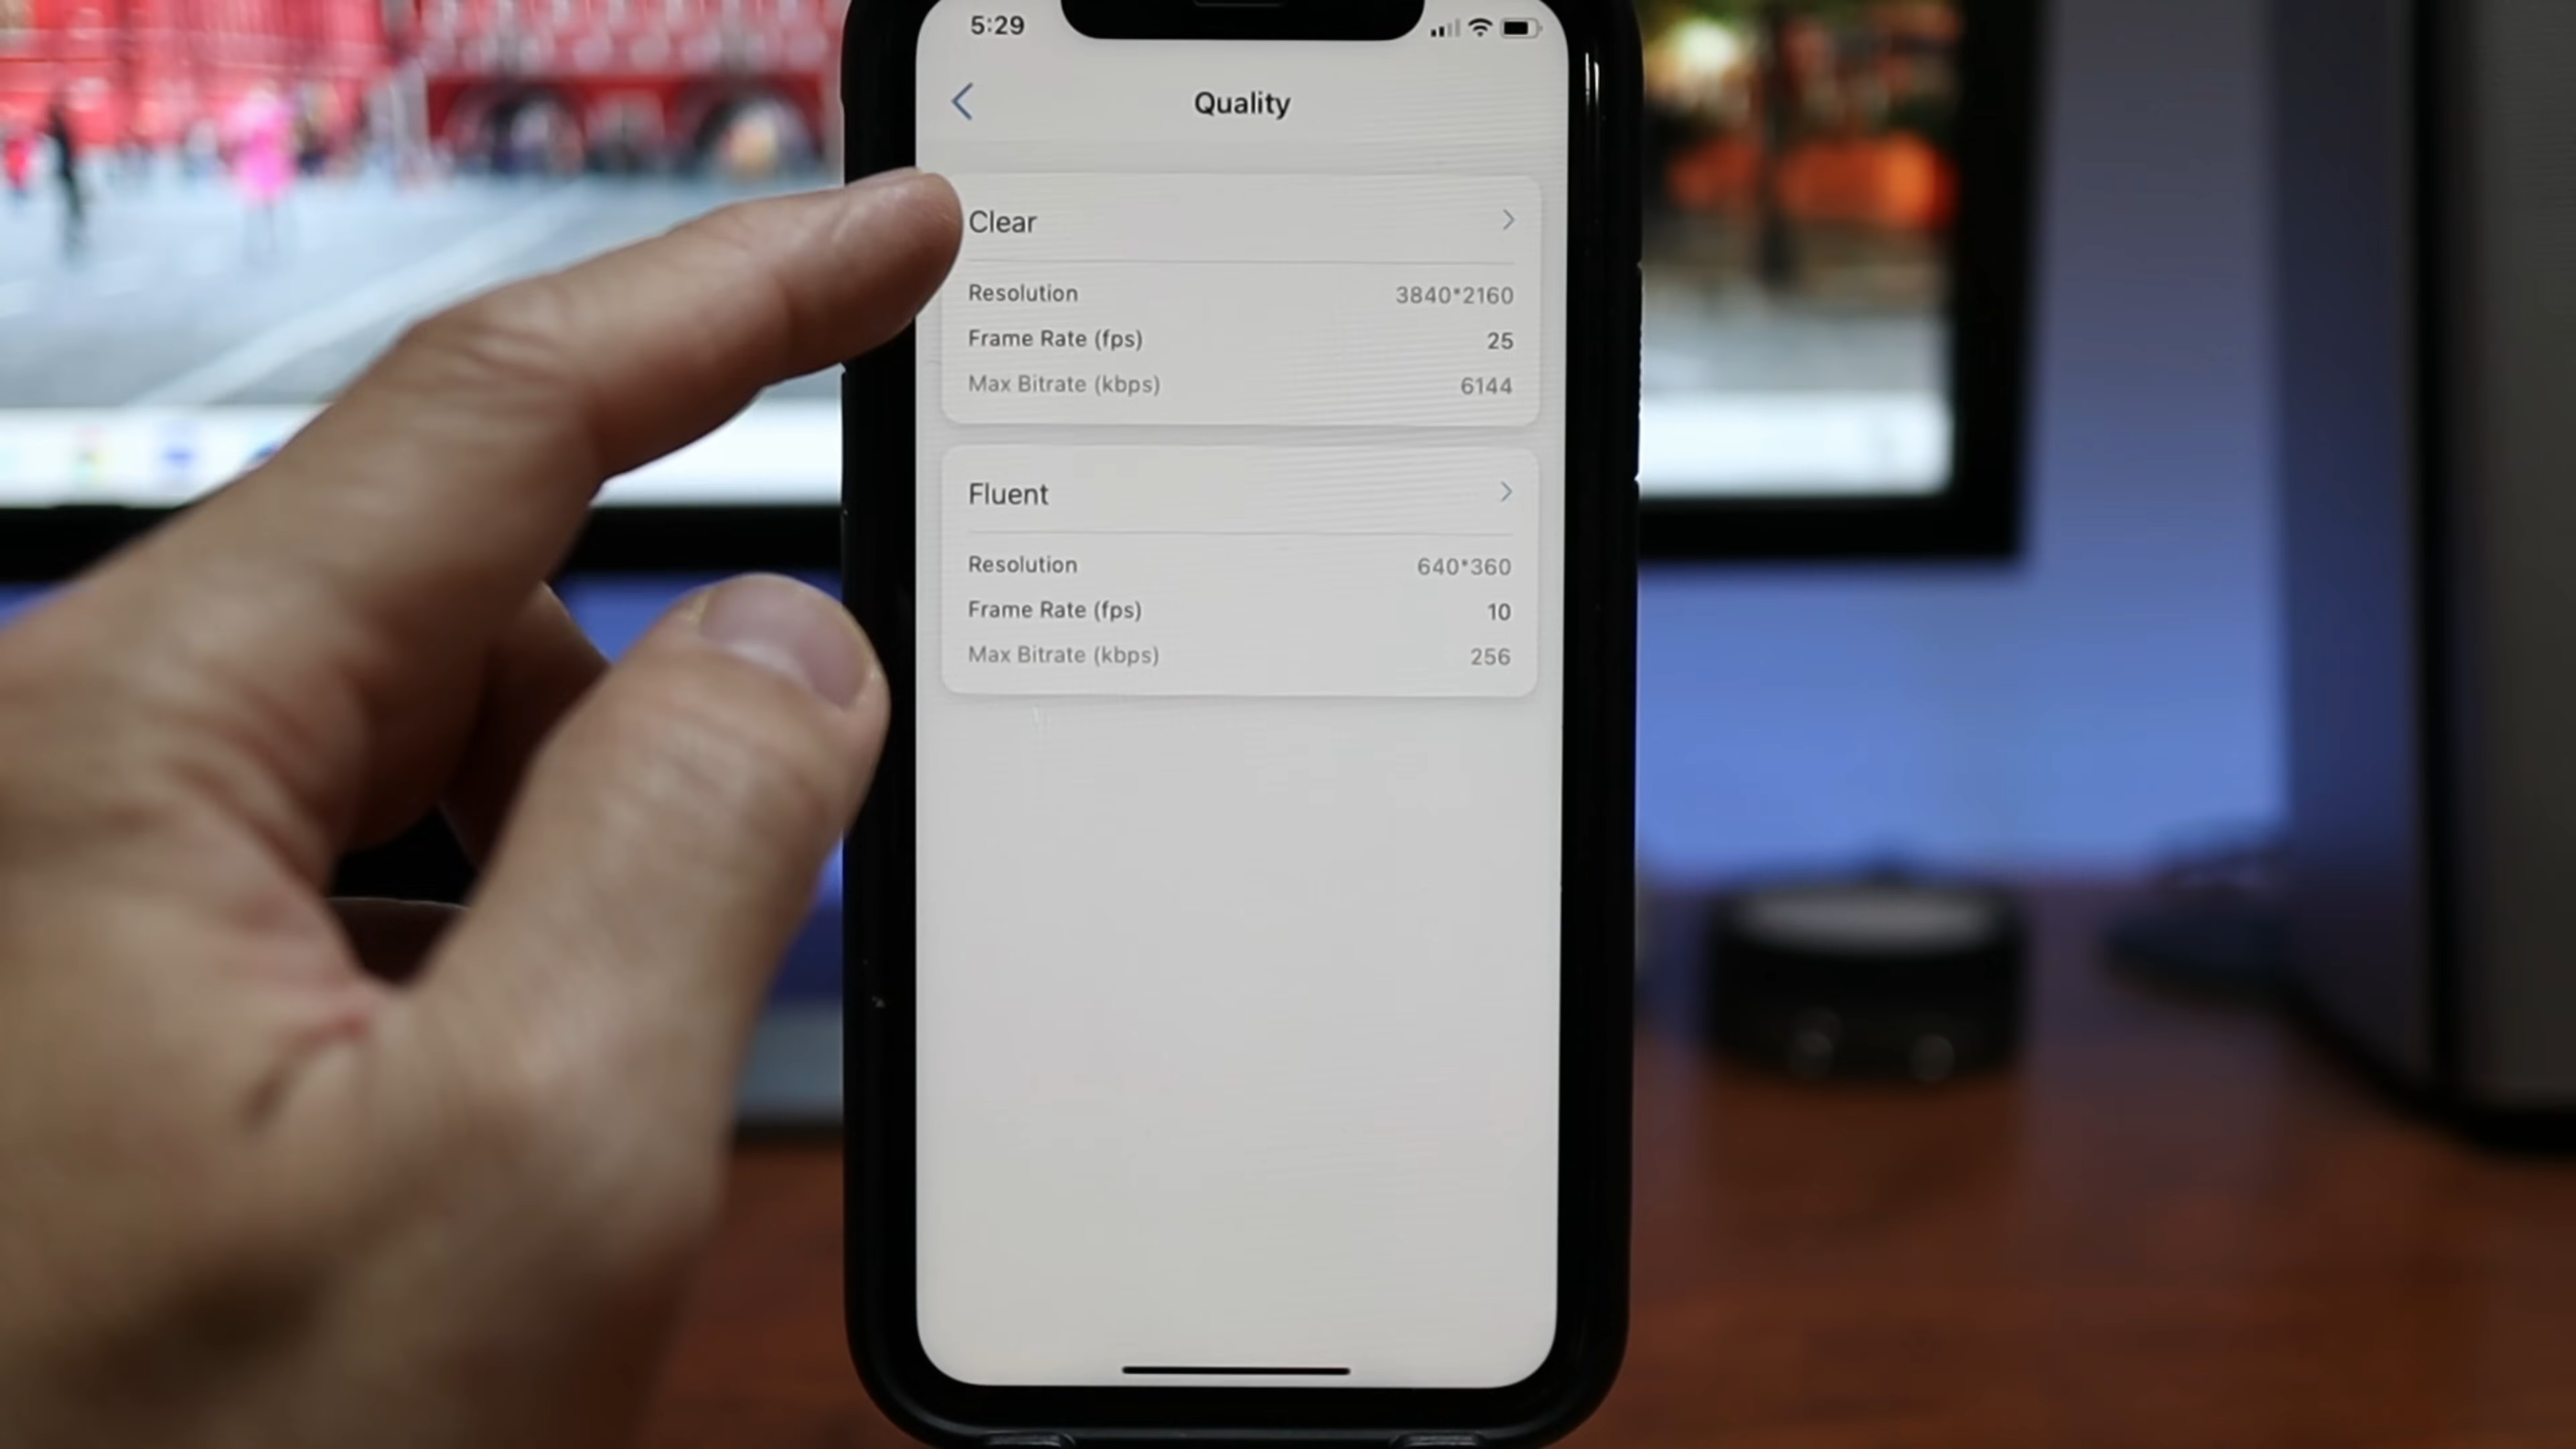 5:29
Quality
Clear
Resolution 3840*2160
Frame Rate (fps) 25
Max Bitrate (kbps) 6144
Fluent
Resolution 640*360
Frame Rate (fps) 10
Max Bitrate (kbps) 256